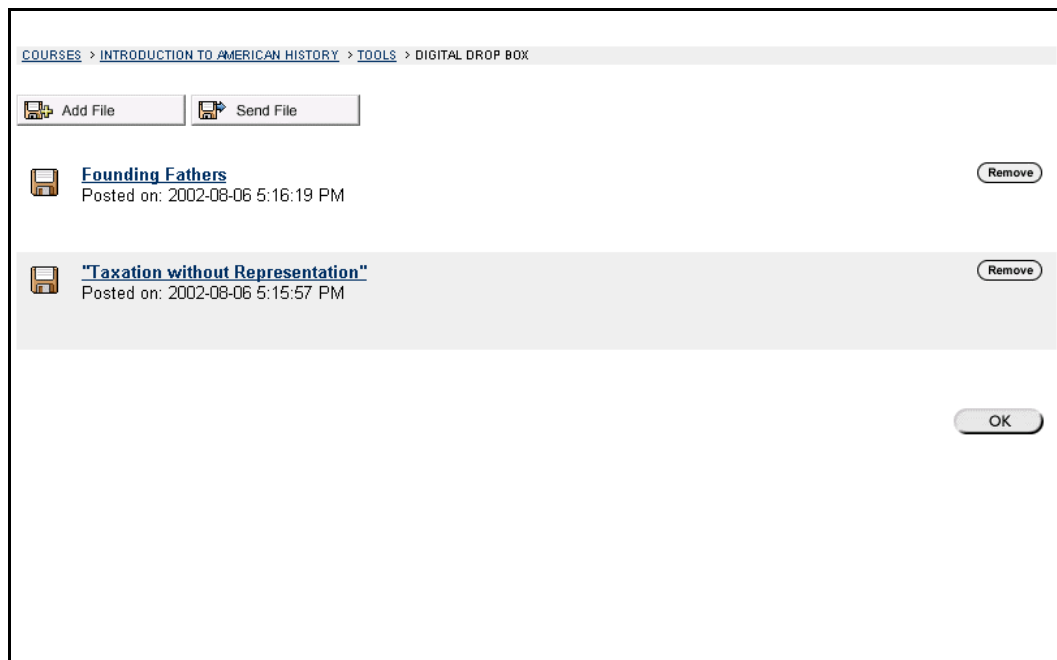 COURSES > INTRODUCTION TO AMERICAN HISTORY > TOOLS > DIGITAL DROP BOX
Add File Send File
Founding Fathers Remove
Posted on: 2002-08-06 5:16:19 PM
"Taxation without Representation" Remove
Posted on: 2002-08-06 5:15:57 PM
OK